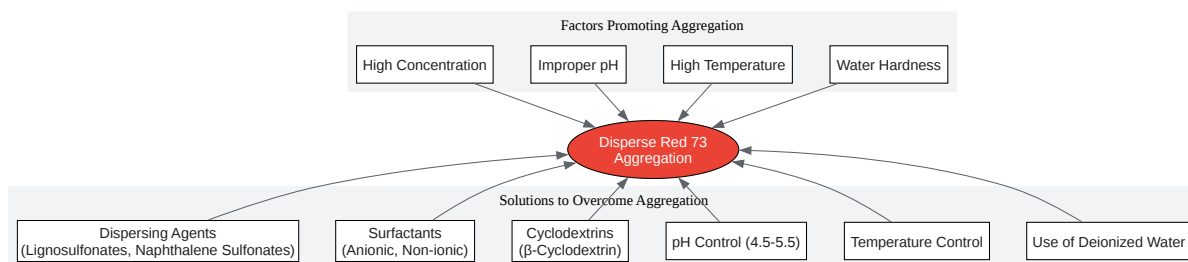 Factors Promoting Aggregation
High Concentration
Improper pH
High Temperature
Water Hardness
Disperse Red 73
Aggregation
Solutions to Overcome Aggregation
Dispersing Agents
(Lignosulfonates, Naphthalene Sulfonates)
Surfactants
(Anionic, Non-ionic)
Cyclodextrins
(β-Cyclodextrin)
pH Control (4.5-5.5)
Temperature Control
Use of Deionized Water